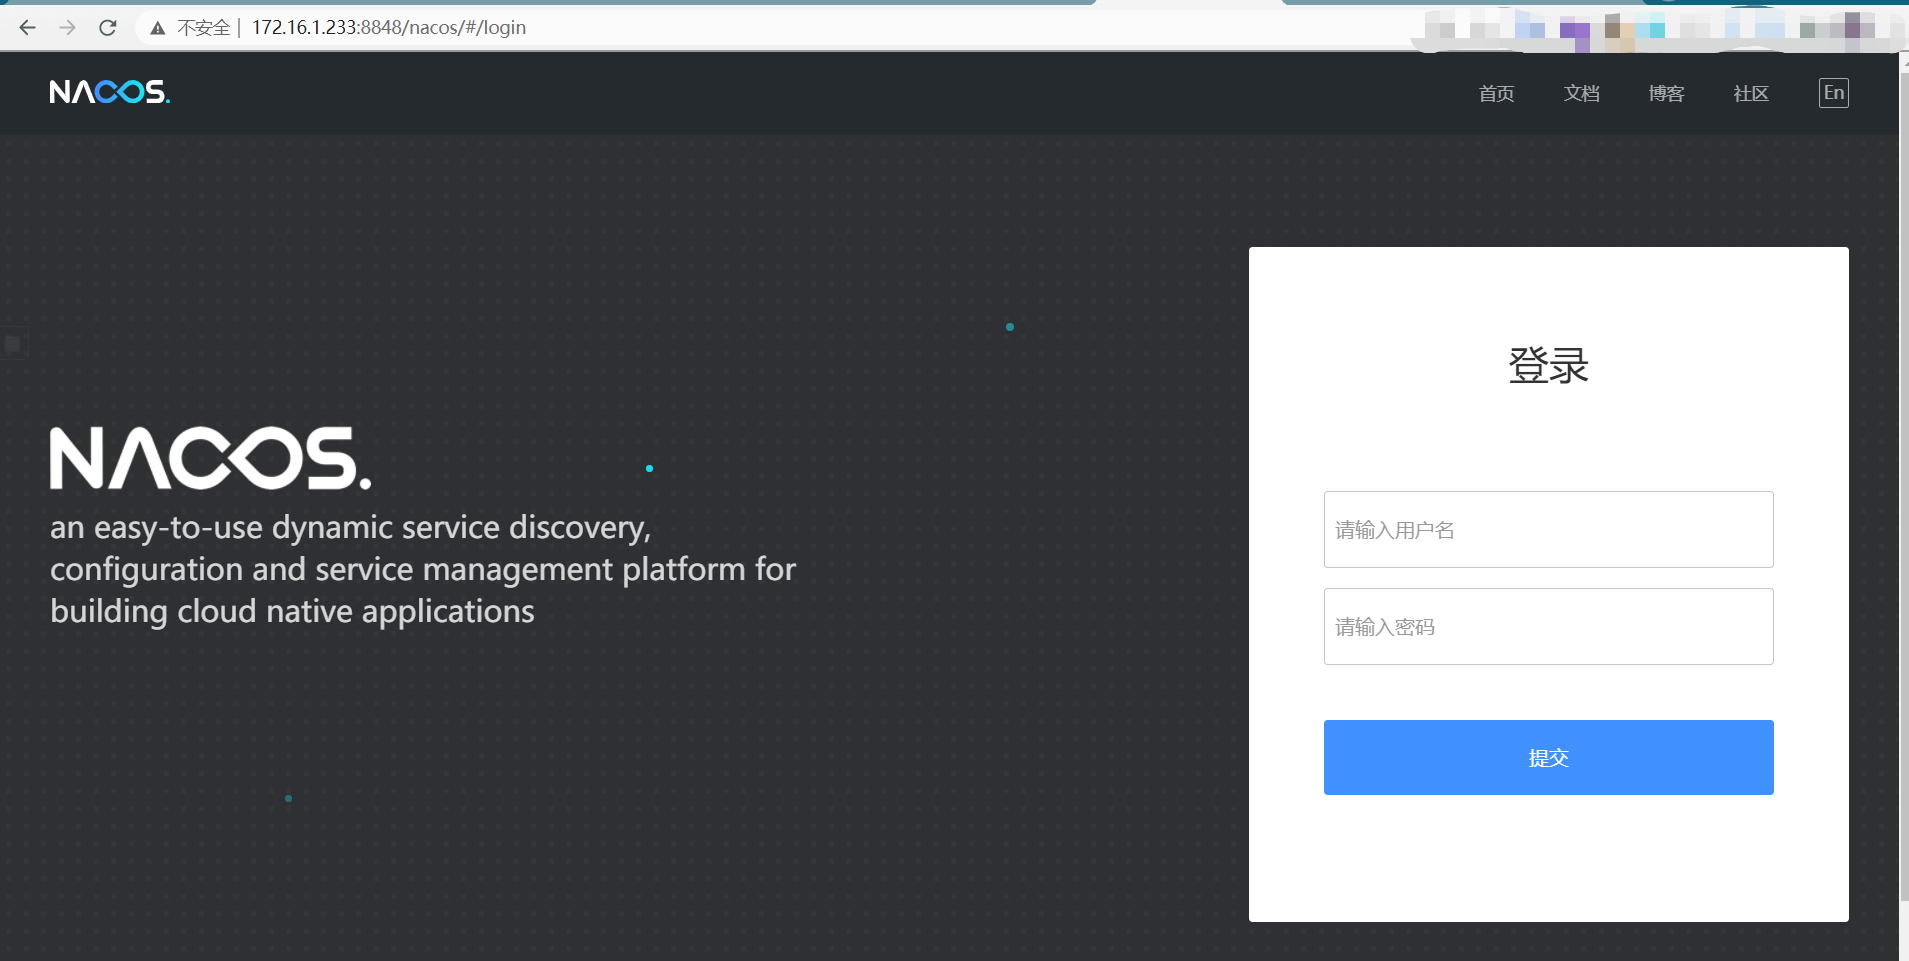 不安全 | 172.16.1.233:8848/nacos/#/login
NACOS.
首页 文档 博客 社区 En
登录
NACOS.
an easy-to-use dynamic service discovery,
configuration and service management platform for
building cloud native applications
请输入用户名
请输入密码
提交